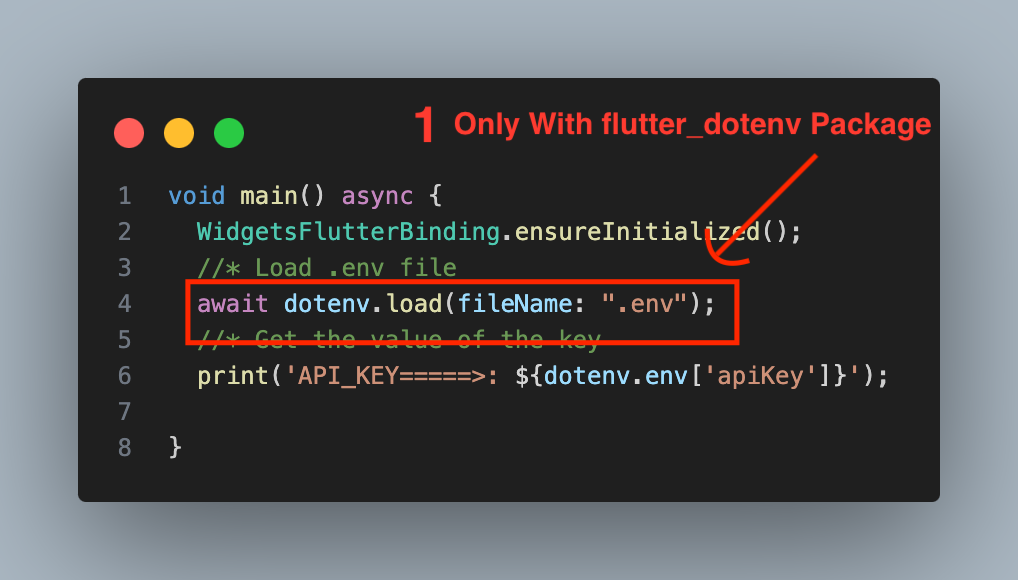 1 Only With flutter_dotenv Package
1 void main() async {
2 WidgetsFlutterBinding.ensureInitialized();
3 //* Load .env file
4 await dotenv.load(fileName: ".env");
5 //* Get the value of the key
6 print('API_KEY=====>: ${dotenv.env['apiKey']}');
7
8 }